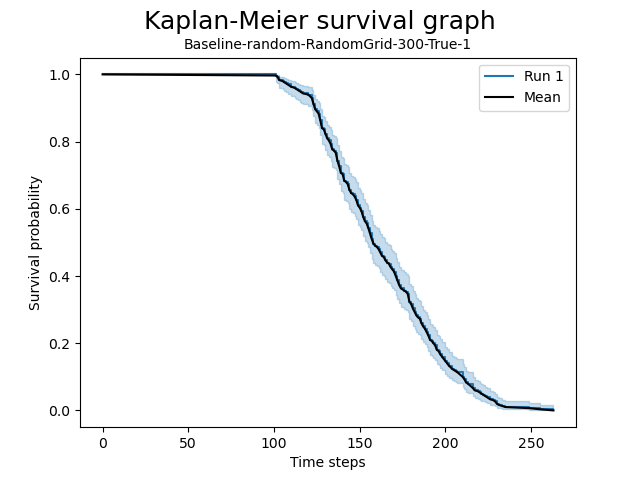 Kaplan-Meier survival graph
Baseline-random-RandomGrid-300-True-1
Run 1
Mean
Survival probability
1.0
0.8
0.6
0.4
0.2
0.0
0 50 100 150 200 250
Time steps